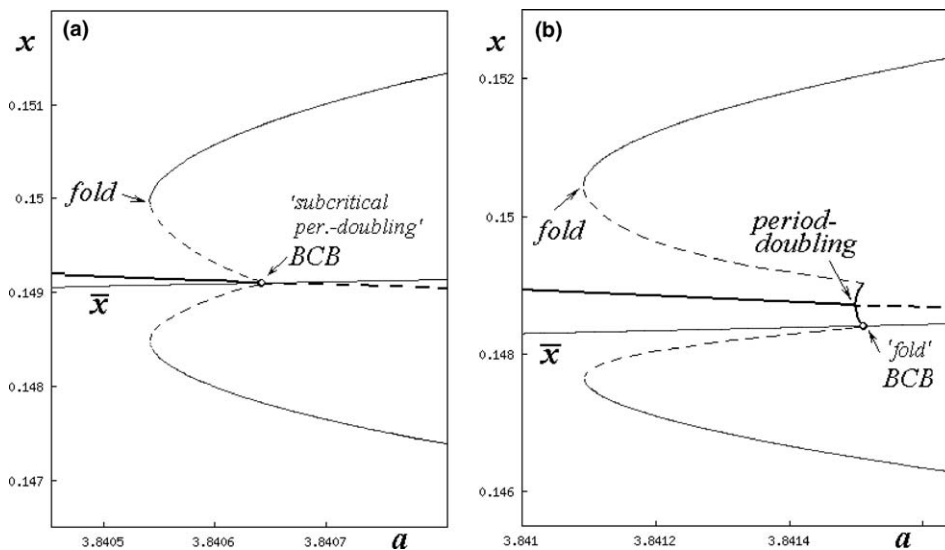 (a)
x
0.151
0.15
0.149
0.148
0.147
fold
'subcritical
per.-doubling'
BCB
x̅
3.8405
3.8406
3.8407
a
(b)
x
0.152
0.15
0.148
0.146
fold
period-
doubling
x̅
'fold'
BCB
3.841
3.8412
3.8414
a